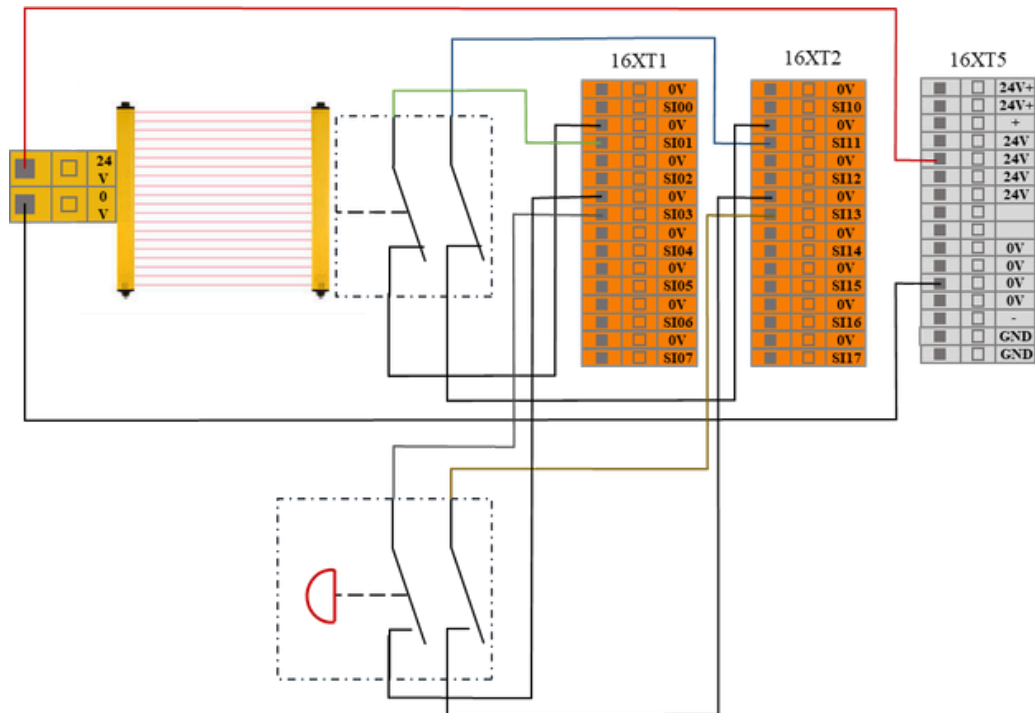 24
V
0
V
16XT1
0V
SI00
0V
SI01
0V
SI02
0V
SI03
0V
SI04
0V
SI05
0V
SI06
0V
SI07
16XT2
0V
SI10
0V
SI11
0V
SI12
0V
SI13
0V
SI14
0V
SI15
0V
SI16
0V
SI17
16XT5
24V+
24V+
+
24V
24V
24V
24V
0V
0V
0V
0V
-
GND
GND